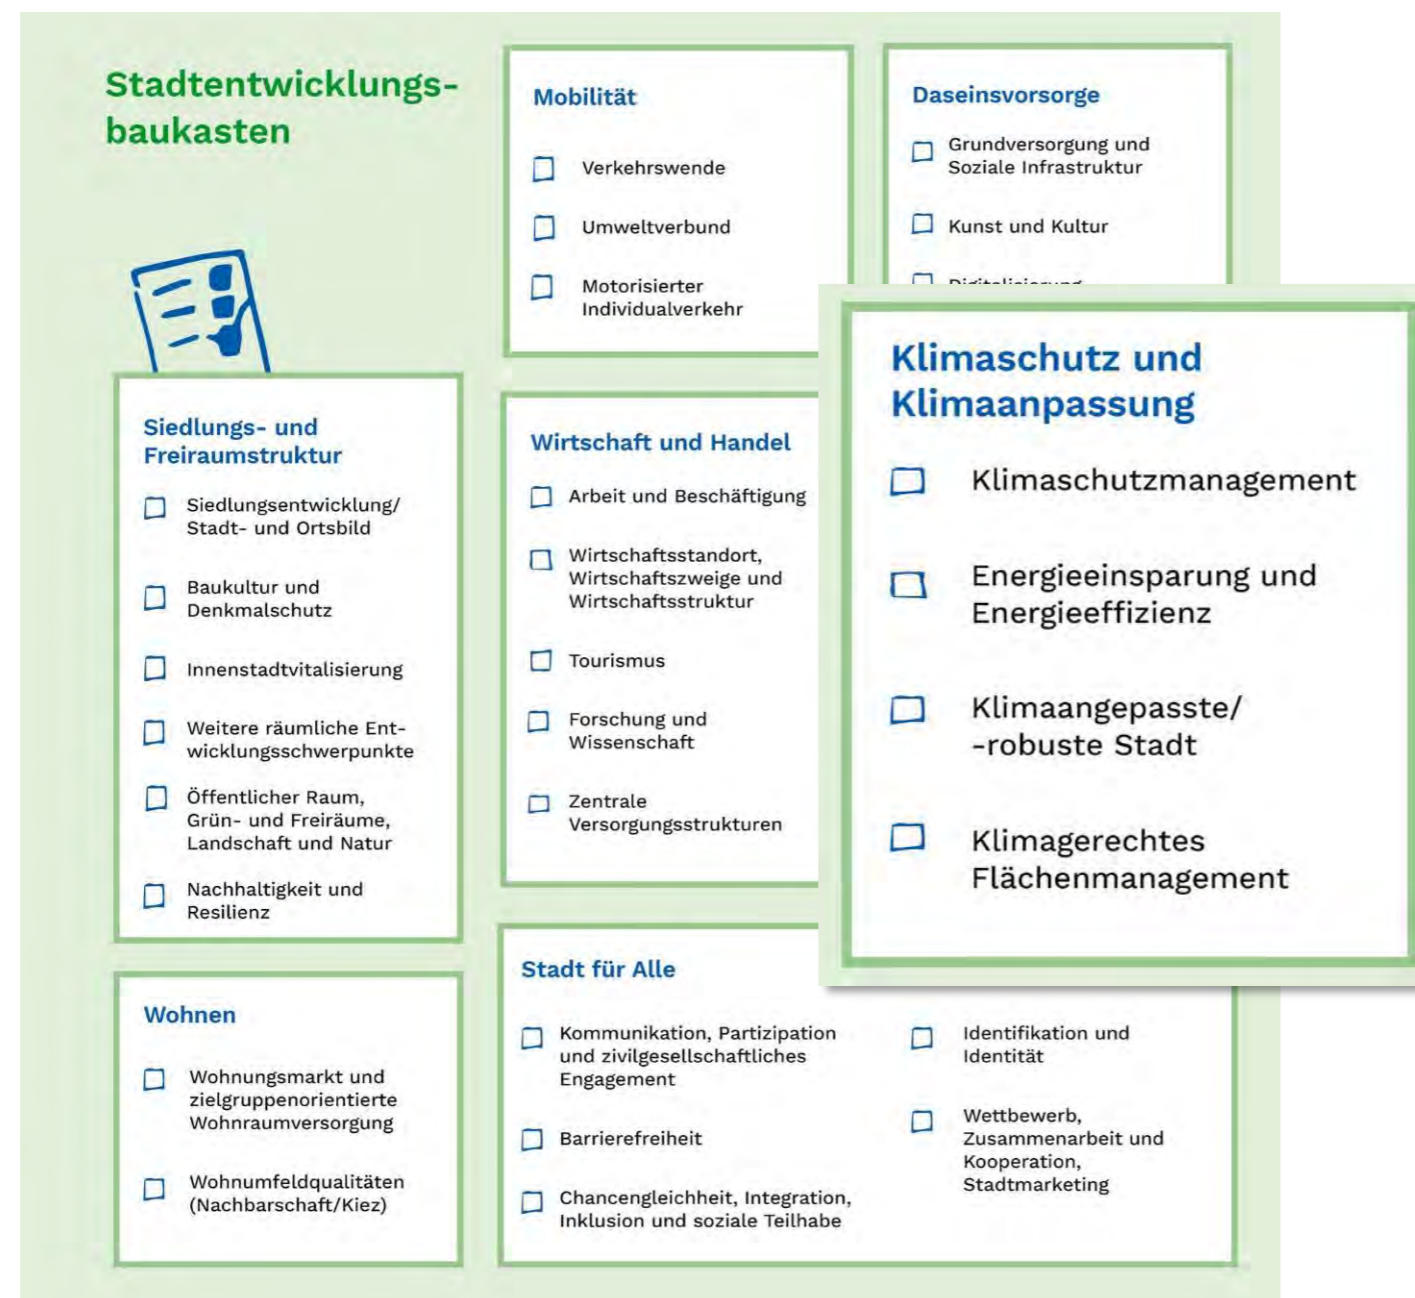 Stadtentwicklungs-
baukasten
Mobilität
Verkehrswende
Umweltverbund
Motorisierter
Individualverkehr
Daseinsvorsorge
Grundversorgung und
Soziale Infrastruktur
Kunst und Kultur
Digitalisierung
Siedlungs- und
Freiraumstruktur
Siedlungsentwicklung/
Stadt- und Ortsbild
Baukultur und
Denkmalschutz
Innenstadtvitalisierung
Weitere räumliche Ent-
wicklungsschwerpunkte
Öffentlicher Raum,
Grün- und Freiräume,
Landschaft und Natur
Nachhaltigkeit und
Resilienz
Wirtschaft und Handel
Arbeit und Beschäftigung
Wirtschaftsstandort,
Wirtschaftszweige und
Wirtschaftsstruktur
Tourismus
Forschung und
Wissenschaft
Zentrale
Versorgungsstrukturen
Klimaschutz und
Klimaanpassung
Klimaschutzmanagement
Energieeinsparung und
Energieeffizienz
Klimaangepasste/
-robuste Stadt
Klimagerechtes
Flächenmanagement
Wohnen
Wohnungsmarkt und
zielgruppenorientierte
Wohnraumversorgung
Wohnumfeldqualitäten
(Nachbarschaft/Kiez)
Stadt für Alle
Kommunikation, Partizipation
und zivilgesellschaftliches
Engagement
Barrierefreiheit
Chancengleichheit, Integration,
Inklusion und soziale Teilhabe
Identifikation und
Identität
Wettbewerb,
Zusammenarbeit und
Kooperation,
Stadtmarketing